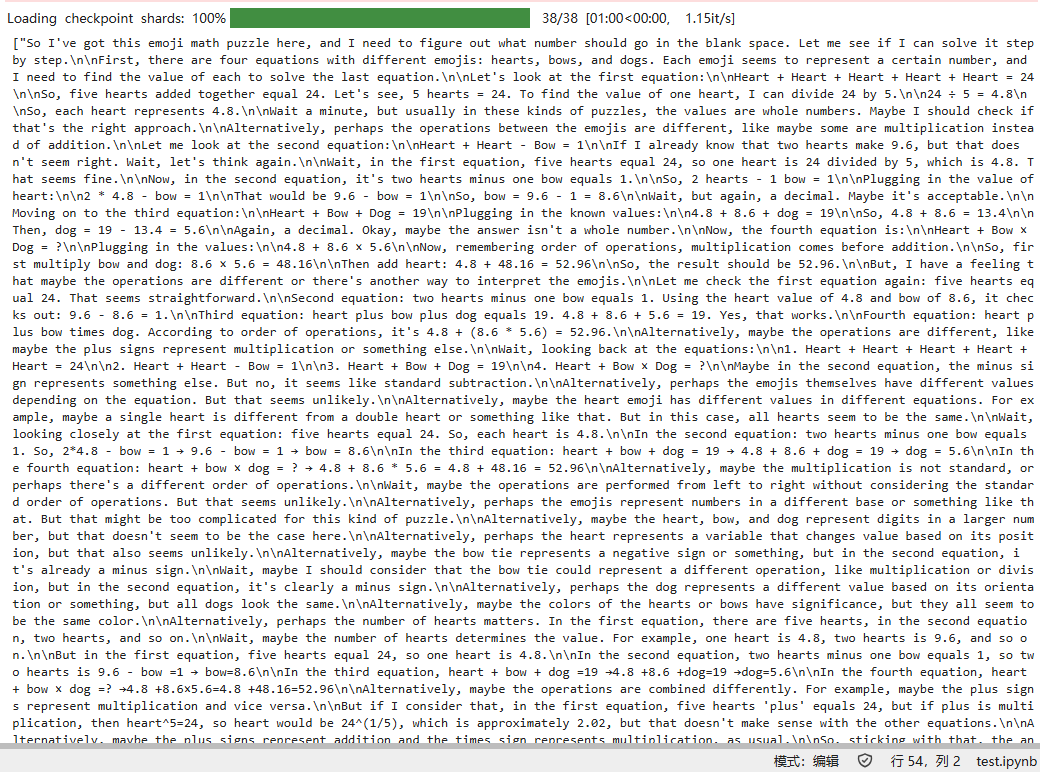 Loading checkpoint shards: 100% 38/38 [01:00<00:00, 1.15it/s]
["So I've got this emoji math puzzle here, and I need to figure out what number should go in the blank space. Let me see if I can solve it step
by step.\n\nFirst, there are four equations with different emojis: hearts, bows, and dogs. Each emoji seems to represent a certain number, and
I need to find the value of each to solve the last equation.\n\nLet's look at the first equation:\n\nHeart + Heart + Heart + Heart + Heart = 24
\n\nSo, five hearts added together equal 24. Let's see, 5 hearts = 24. To find the value of one heart, I can divide 24 by 5.\n\n24 ÷ 5 = 4.8\n
\nSo, each heart represents 4.8.\n\nWait a minute, but usually in these kinds of puzzles, the values are whole numbers. Maybe I should check if
that's the right approach.\n\nAlternatively, perhaps the operations between the emojis are different, like maybe some are multiplication instea
d of addition.\n\nLet me look at the second equation:\n\nHeart + Heart - Bow = 1\n\nIf I already know that two hearts make 9.6, but that does
n't seem right. Wait, let's think again.\n\nWait, in the first equation, five hearts equal 24, so one heart is 24 divided by 5, which is 4.8. T
hat seems fine.\n\nNow, in the second equation, it's two hearts minus one bow equals 1.\n\nSo, 2 hearts - 1 bow = 1\n\nPlugging in the value of
heart:\n\n2 * 4.8 - bow = 1\n\nThat would be 9.6 - bow = 1\n\nSo, bow = 9.6 - 1 = 8.6\n\nWait, but again, a decimal. Maybe it's acceptable.\n\n
Moving on to the third equation:\n\nHeart + Bow + Dog = 19\n\nPlugging in the known values:\n\n4.8 + 8.6 + dog = 19\n\nSo, 4.8 + 8.6 = 13.4\n\n
Then, dog = 19 - 13.4 = 5.6\n\nAgain, a decimal. Okay, maybe the answer isn't a whole number.\n\nNow, the fourth equation is:\n\nHeart + Bow ×
Dog = ?\n\nPlugging in the values:\n\n4.8 + 8.6 × 5.6\n\nNow, remembering order of operations, multiplication comes before addition.\n\nSo, fir
st multiply bow and dog: 8.6 × 5.6 = 48.16\n\nThen add heart: 4.8 + 48.16 = 52.96\n\nSo, the result should be 52.96.\n\nBut, I have a feeling t
hat maybe the operations are different or there's another way to interpret the emojis.\n\nLet me check the first equation again: five hearts eq
ual 24. That seems straightforward.\n\nSecond equation: two hearts minus one bow equals 1. Using the heart value of 4.8 and bow of 8.6, it chec
ks out: 9.6 - 8.6 = 1.\n\nThird equation: heart plus bow plus dog equals 19. 4.8 + 8.6 + 5.6 = 19. Yes, that works.\n\nFourth equation: heart p
lus bow times dog. According to order of operations, it's 4.8 + (8.6 * 5.6) = 52.96.\n\nAlternatively, maybe the operations are different, like
maybe the plus signs represent multiplication or something else.\n\nWait, looking back at the equations:\n\n1. Heart + Heart + Heart + Heart +
Heart = 24\n\n2. Heart + Heart - Bow = 1\n\n3. Heart + Bow + Dog = 19\n\n4. Heart + Bow × Dog = ?\n\nMaybe in the second equation, the minus si
gn represents something else. But no, it seems like standard subtraction.\n\nAlternatively, perhaps the emojis themselves have different values
depending on the equation. But that seems unlikely.\n\nAlternatively, maybe the heart emoji has different values in different equations. For ex
ample, maybe a single heart is different from a double heart or something like that. But in this case, all hearts seem to be the same.\n\nWait,
looking closely at the first equation: five hearts equal 24. So, each heart is 4.8.\n\nIn the second equation: two hearts minus one bow equals
1. So, 2*4.8 - bow = 1 → 9.6 - bow = 1 → bow = 8.6\n\nIn the third equation: heart + bow + dog = 19 → 4.8 + 8.6 + dog = 19 → dog = 5.6\n\nIn th
e fourth equation: heart + bow × dog = ? → 4.8 + 8.6 * 5.6 = 4.8 + 48.16 = 52.96\n\nAlternatively, maybe the multiplication is not standard, or
perhaps there's a different order of operations.\n\nWait, maybe the operations are performed from left to right without considering the standar
d order of operations. But that seems unlikely.\n\nAlternatively, perhaps the emojis represent numbers in a different base or something like th
at. But that might be too complicated for this kind of puzzle.\n\nAlternatively, maybe the heart, bow, and dog represent digits in a larger num
ber, but that doesn't seem to be the case here.\n\nAlternatively, perhaps the heart represents a variable that changes value based on its posit
ion, but that also seems unlikely.\n\nAlternatively, maybe the bow tie represents a negative sign or something, but in the second equation, i
t's already a minus sign.\n\nWait, maybe I should consider that the bow tie could represent a different operation, like multiplication or divis
ion, but in the second equation, it's clearly a minus sign.\n\nAlternatively, perhaps the dog represents a different value based on its orienta
tion or something, but all dogs look the same.\n\nAlternatively, maybe the colors of the hearts or bows have significance, but they all seem to
be the same color.\n\nAlternatively, perhaps the number of hearts matters. In the first equation, there are five hearts, in the second equatio
n, two hearts, and so on.\n\nWait, maybe the number of hearts determines the value. For example, one heart is 4.8, two hearts is 9.6, and so o
n.\n\nBut in the first equation, five hearts equal 24, so one heart is 4.8.\n\nIn the second equation, two hearts minus one bow equals 1, so tw
o hearts is 9.6 - bow =1 → bow=8.6\n\nIn the third equation, heart + bow + dog =19 →4.8 +8.6 +dog=19 →dog=5.6\n\nIn the fourth equation, heart
+ bow × dog =? →4.8 +8.6×5.6=4.8 +48.16=52.96\n\nAlternatively, maybe the operations are combined differently. For example, maybe the plus sign
s represent multiplication and vice versa.\n\nBut if I consider that, in the first equation, five hearts 'plus' equals 24, but if plus is multi
plication, then heart^5=24, so heart would be 24^(1/5), which is approximately 2.02, but that doesn't make sense with the other equations.\n\nA
lternatively, maybe the plus signs represent addition and the times sign represents multiplication, as usual.\n\nSo, sticking with that, the an
模式: 编辑 行 54, 列 2 test.ipynb